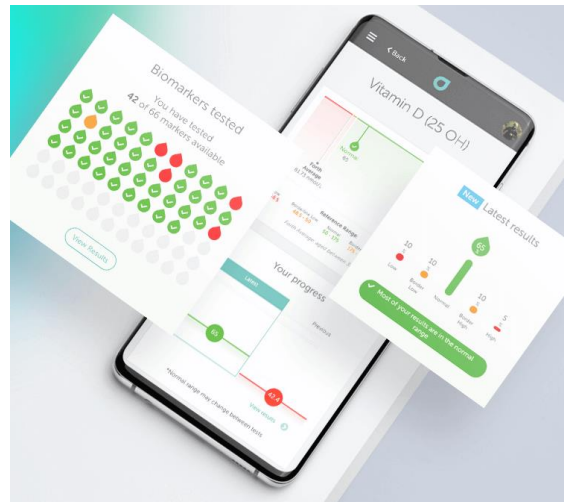 Biomarkers tested
You have tested
42 of 66 markers available
View Results
< Back
Vitamin D (25 OH)
Normal
65
Forth
Average
Reference Range
Normal
Your progress
Latest
Previous
65
42.4
View results
*Normal range may change between tests
New Latest results
65
10
Low
10
Border
Low
Normal
10
Border
High
5
High
Most of your results are in the normal
range